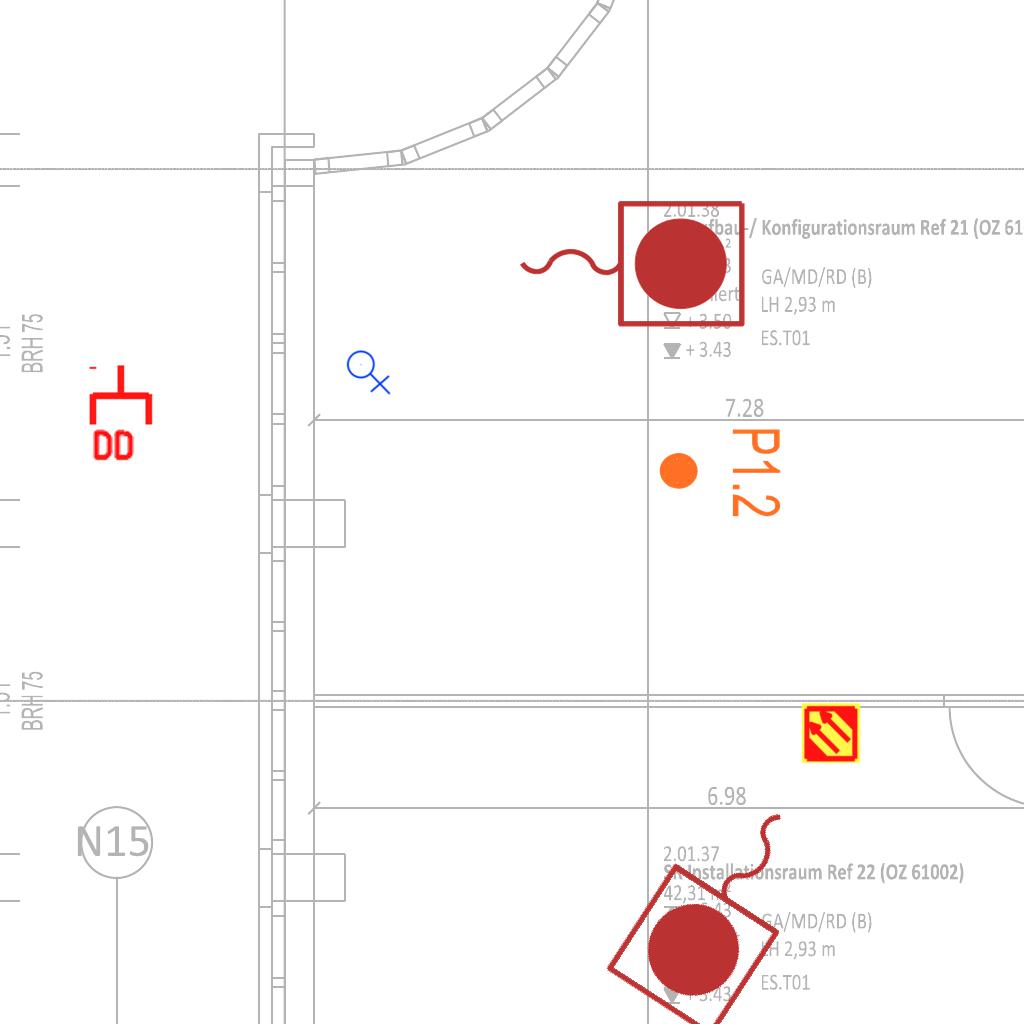 2.01.38
Konfigurationsraum Ref 21 (OZ 61
GA/MD/RD (B)
LH 2,93 m
+ 3.50
ES.T01
+ 3.43
BRH 75
7.28
DD
P1.2
BRH 75
6.98
N15
2.01.37
Installationsraum Ref 22 (OZ 61002)
GA/MD/RD (B)
LH 2,93 m
ES.T01